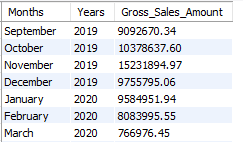 Months Years Gross_Sales_Amount
September 2019 9092670.34
October 2019 10378637.60
November 2019 15231894.97
December 2019 9755795.06
January 2020 9584951.94
February 2020 8083995.55
March 2020 766976.45